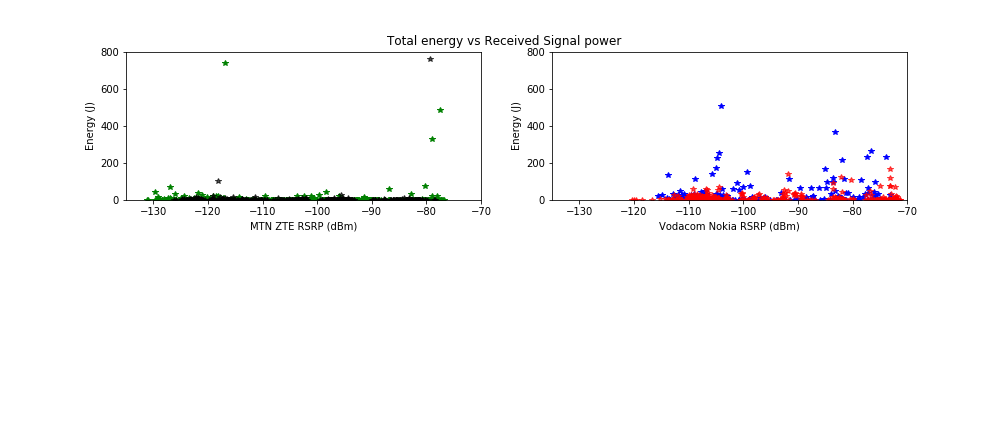 Total energy vs Received Signal power
800
600
400
200
0
Energy (J)
−130 −120 −110 −100 −90 −80 −70
MTN ZTE RSRP (dBm)
800
600
400
200
0
Energy (J)
−130 −120 −110 −100 −90 −80 −70
Vodacom Nokia RSRP (dBm)